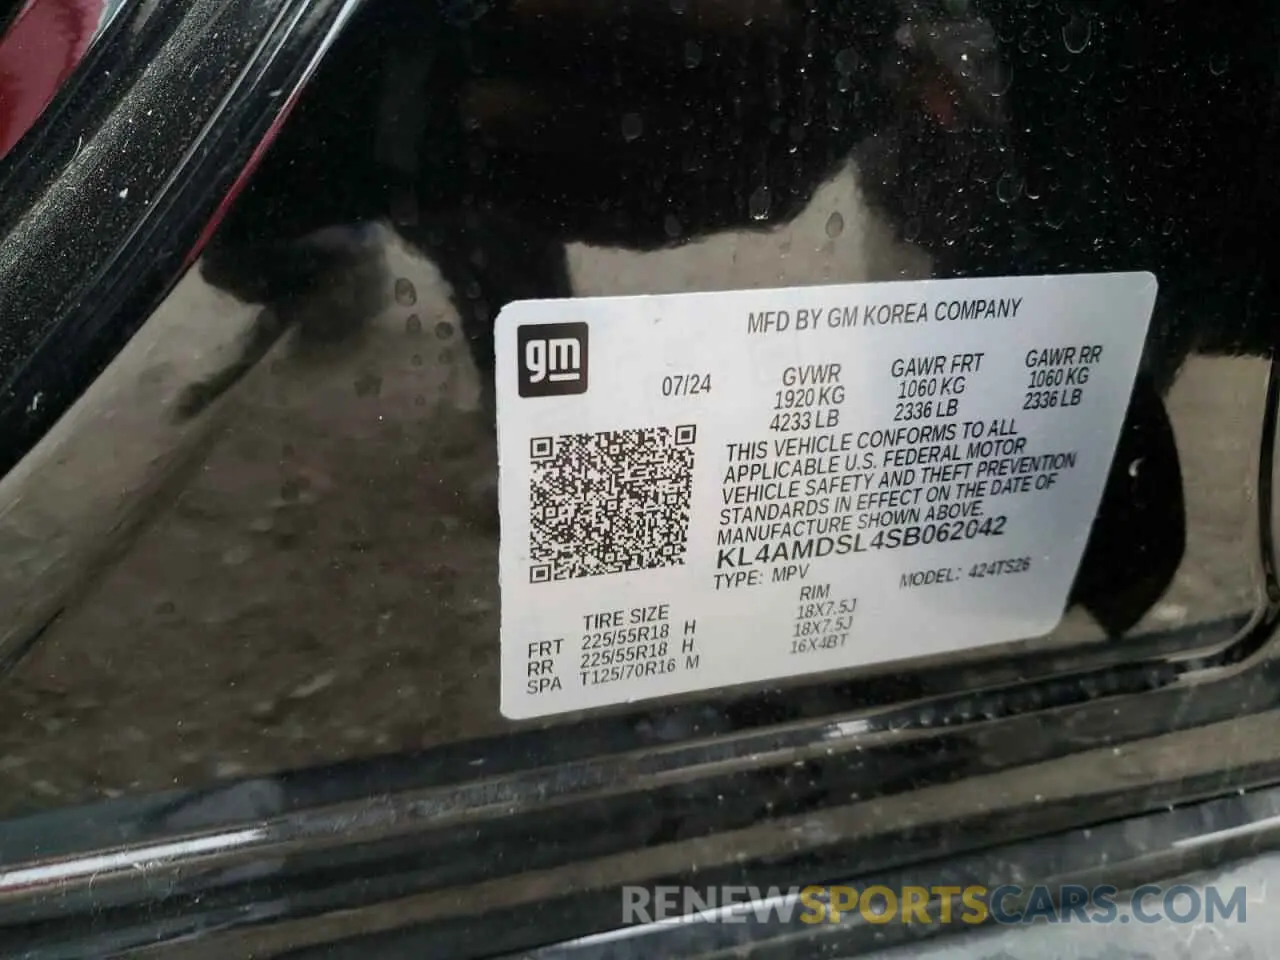 MFD BY GM KOREA COMPANY
gm
07/24
GVWR GAWR FRT GAWR RR
1920 KG 1060 KG 1060 KG
4233 LB 2336 LB 2336 LB
THIS VEHICLE CONFORMS TO ALL
APPLICABLE U.S. FEDERAL MOTOR
VEHICLE SAFETY AND THEFT PREVENTION
STANDARDS IN EFFECT ON THE DATE OF
MANUFACTURE SHOWN ABOVE.
KL4AMDSL4SB062042
TYPE: MPV MODEL: 424TS26
TIRE SIZE RIM
FRT 225/55R18 H 18X7.5J
RR 225/55R18 H 18X7.5J
SPA T125/70R16 M 16X4BT
RENEWSPORTSCARS.COM